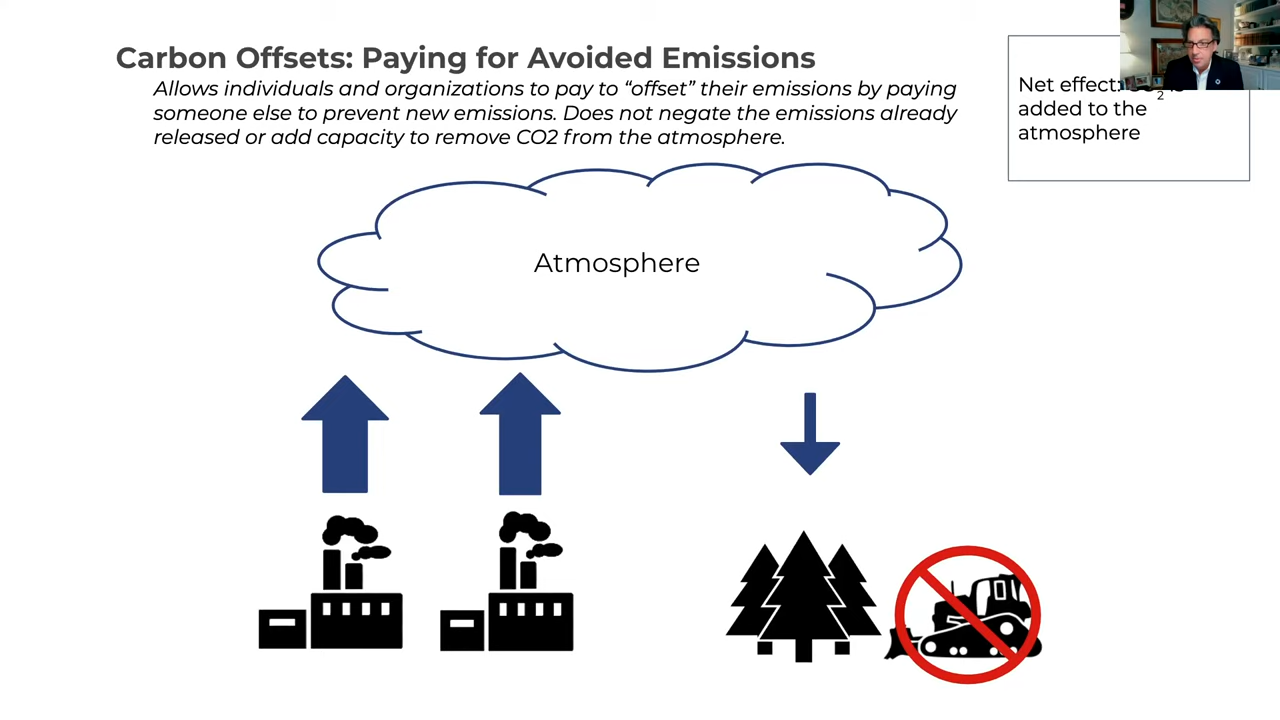 Carbon Offsets: Paying for Avoided Emissions
Allows individuals and organizations to pay to “offset” their emissions by paying
someone else to prevent new emissions. Does not negate the emissions already
released or add capacity to remove CO2 from the atmosphere.
Net effect:
added to the
atmosphere
Atmosphere